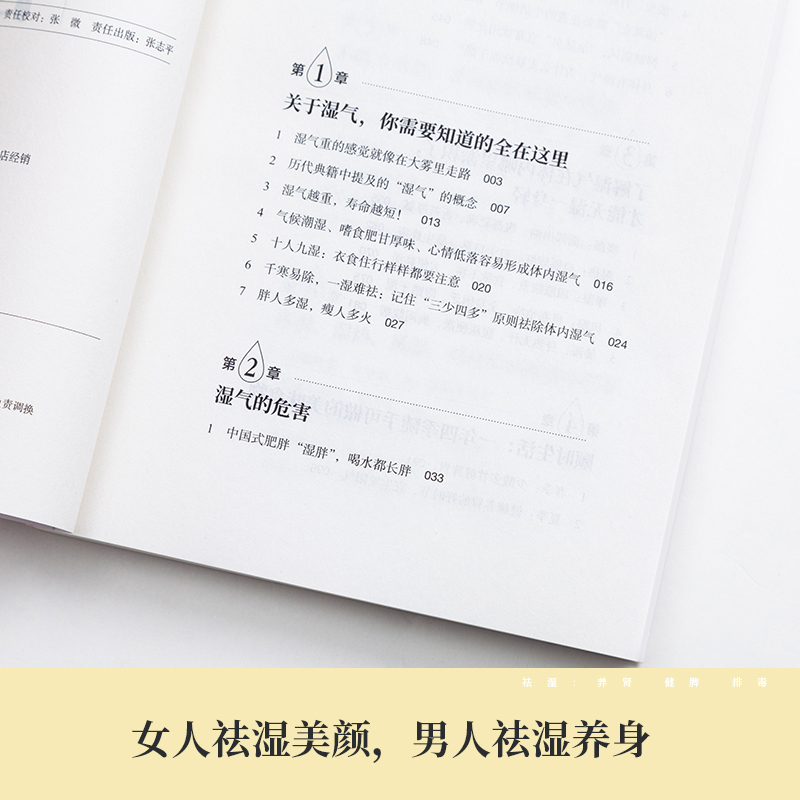 责任校对：张 微 责任出版：张志平
店经销
责调换
第1章
关于湿气，你需要知道的全在这里
1 湿气重的感觉就像在大雾里走路 003
2 历代典籍中提及的“湿气”的概念 007
3 湿气越重，寿命越短！ 013
4 气候潮湿、嗜食肥甘厚味、心情低落容易形成体内湿气 016
5 十人九湿：衣食住行样样都要注意 020
6 千寒易除，一湿难祛：记住“三少四多”原则祛除体内湿气 024
7 胖人多湿，瘦人多火 027
第2章
湿气的危害
1 中国式肥胖“湿胖”，喝水都长胖 033
祛湿：养肾 健脾 排毒
女人祛湿美颜，男人祛湿养身